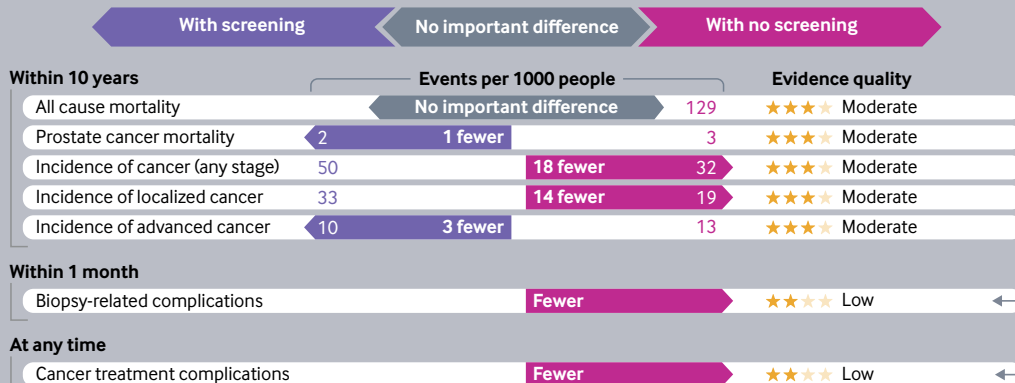 With screening No important difference With no screening
Within 10 years Events per 1000 people Evidence quality
All cause mortality No important difference 129 Moderate
Prostate cancer mortality 2 1 fewer 3 Moderate
Incidence of cancer (any stage) 50 18 fewer 32 Moderate
Incidence of localized cancer 33 14 fewer 19 Moderate
Incidence of advanced cancer 10 3 fewer 13 Moderate
Within 1 month
Biopsy-related complications Fewer Low
At any time
Cancer treatment complications Fewer Low